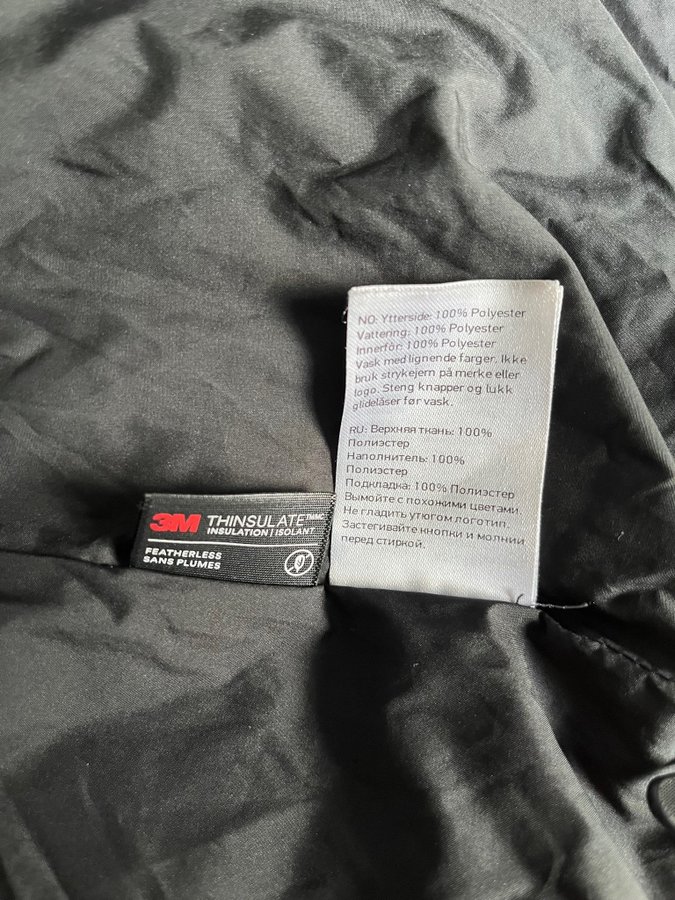 NO: Ytterside: 100% Polyester
Vattering: 100% Polyester
Innerfôr: 100% Polyester
Vask med lignende farger. Ikke
bruk strykejern på merke eller
logo. Steng knapper og lukk
glidelåser før vask.
RU: Верхняя ткань: 100%
Полиэстер
Наполнитель: 100%
Полиэстер
Подкладка: 100% Полиэстер
Вымойте с похожими цветами.
Не гладить утюгом логотип.
Застегивайте кнопки и молнии
перед стиркой.
3M THINSULATE™/MC
INSULATION | ISOLANT
FEATHERLESS
SANS PLUMES